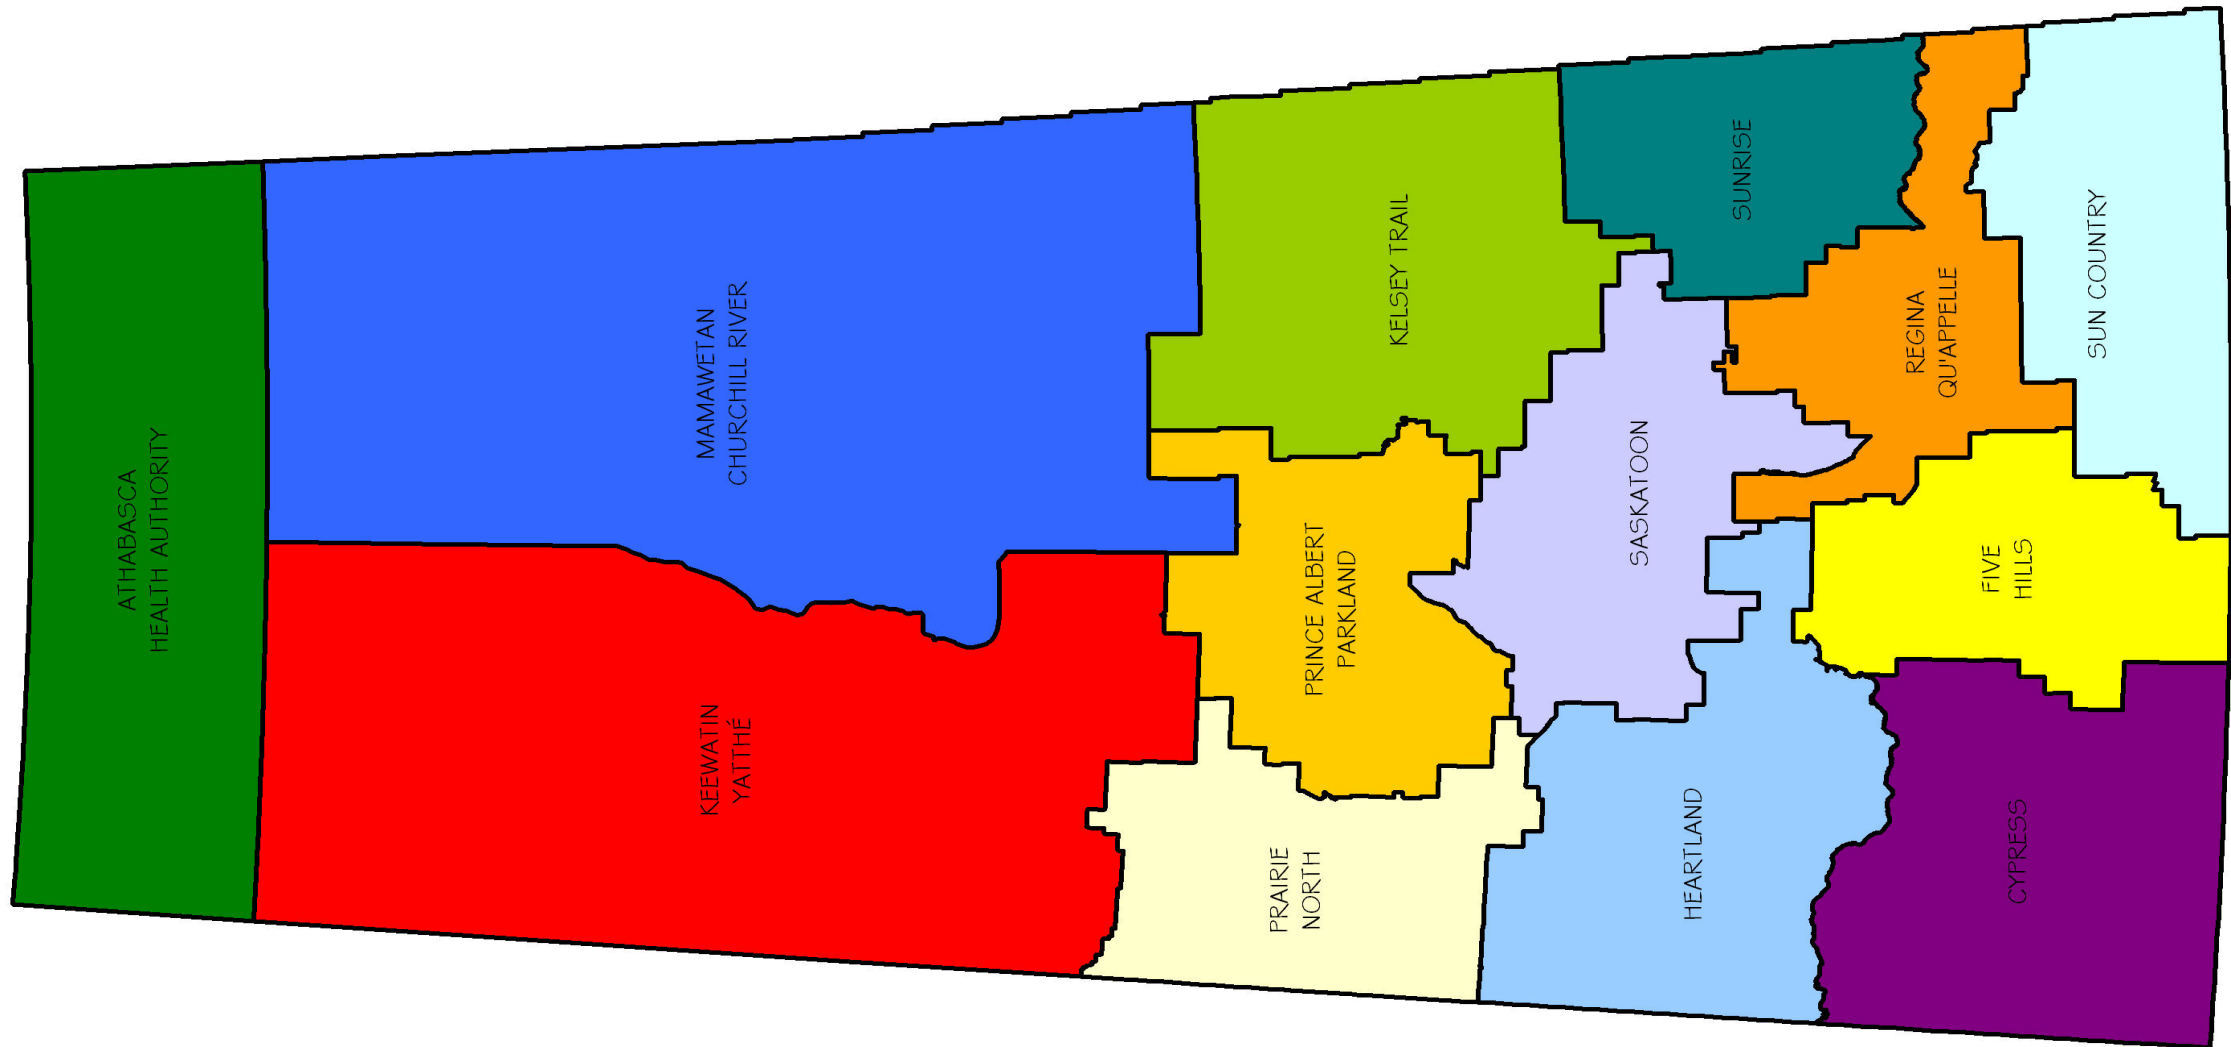 ATHABASCA
HEALTH AUTHORITY
MAMAWETAN
CHURCHILL RIVER
KEEWATIN
YATTHÉ
KELSEY TRAIL
PRINCE ALBERT
PARKLAND
PRAIRIE
NORTH
SUNRISE
SASKATOON
HEARTLAND
REGINA
QU'APPELLE
SUN COUNTRY
FIVE
HILLS
CYPRESS